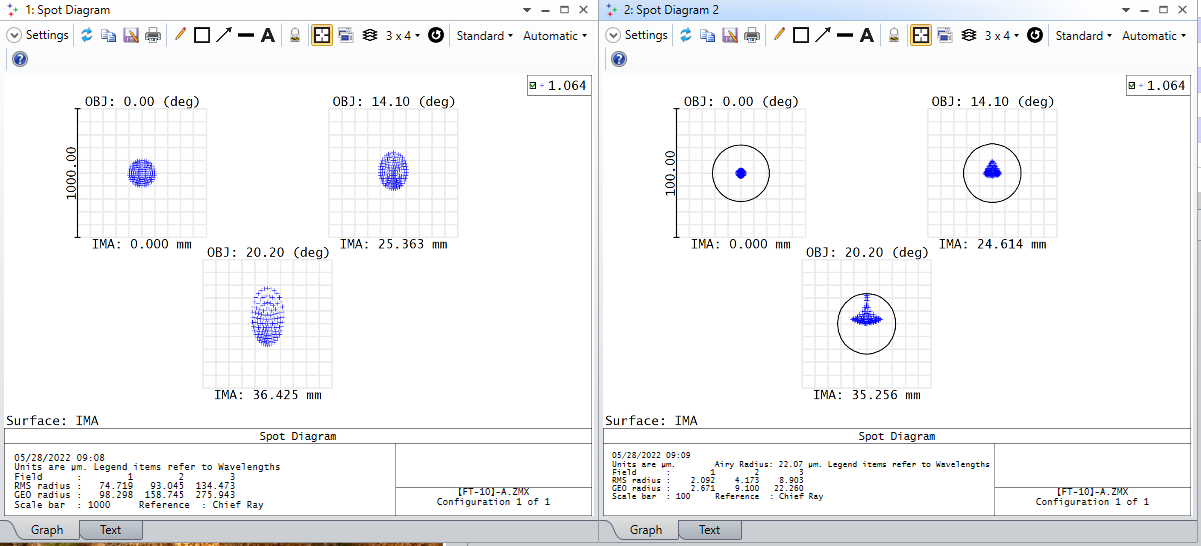 1: Spot Diagram
Settings
3 x 4
Standard
Automatic
1.064
OBJ: 0.00 (deg)
OBJ: 14.10 (deg)
1000.00
IMA: 0.000 mm
IMA: 25.363 mm
OBJ: 20.20 (deg)
IMA: 36.425 mm
Surface: IMA
Spot Diagram
05/28/2022 09:08
Units are µm. Legend items refer to Wavelengths
Field : 1 2 3
RMS radius : 74.719 93.045 134.473
GEO radius : 98.298 158.745 275.943
Scale bar : 1000 Reference : Chief Ray
[FT-10]-A.ZMX
Configuration 1 of 1
Graph
Text
2: Spot Diagram 2
Settings
3 x 4
Standard
Automatic
1.064
OBJ: 0.00 (deg)
OBJ: 14.10 (deg)
100.00
IMA: 0.000 mm
IMA: 24.614 mm
OBJ: 20.20 (deg)
IMA: 35.256 mm
Surface: IMA
Spot Diagram
05/28/2022 09:09
Units are µm. Airy Radius: 22.07 µm. Legend items refer to Wavelengths
Field : 1 2 3
RMS radius : 2.092 4.173 8.903
GEO radius : 2.671 9.100 22.260
Scale bar : 100 Reference : Chief Ray
[FT-10]-A.ZMX
Configuration 1 of 1
Graph
Text